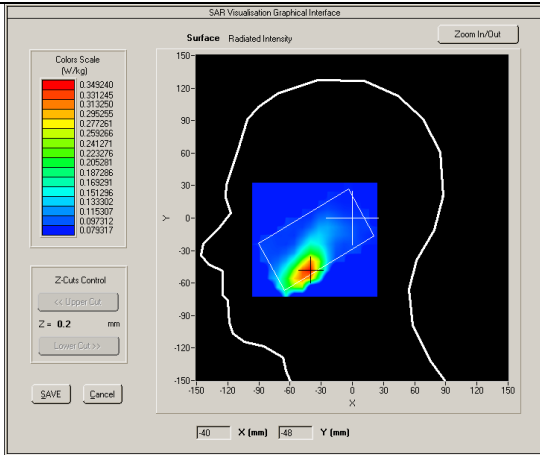 SAR Visualisation Graphical Interface
Surface Radiated Intensity
Zoom In/Out
Colors Scale
(W/kg)
0.349240
0.331245
0.313250
0.295255
0.277261
0.259266
0.241271
0.223276
0.205281
0.187286
0.169291
0.151296
0.133302
0.115307
0.097312
0.079317
Z-Cuts Control
<< Upper Cut
Z = 0.2 mm
Lower Cut >>
SAVE Cancel
150
120
90
60
30
0
-30
-60
-90
-120
-150
Y
-150 -120 -90 -60 -30 0 30 60 90 120 150
X
-40 X (mm) -48 Y (mm)